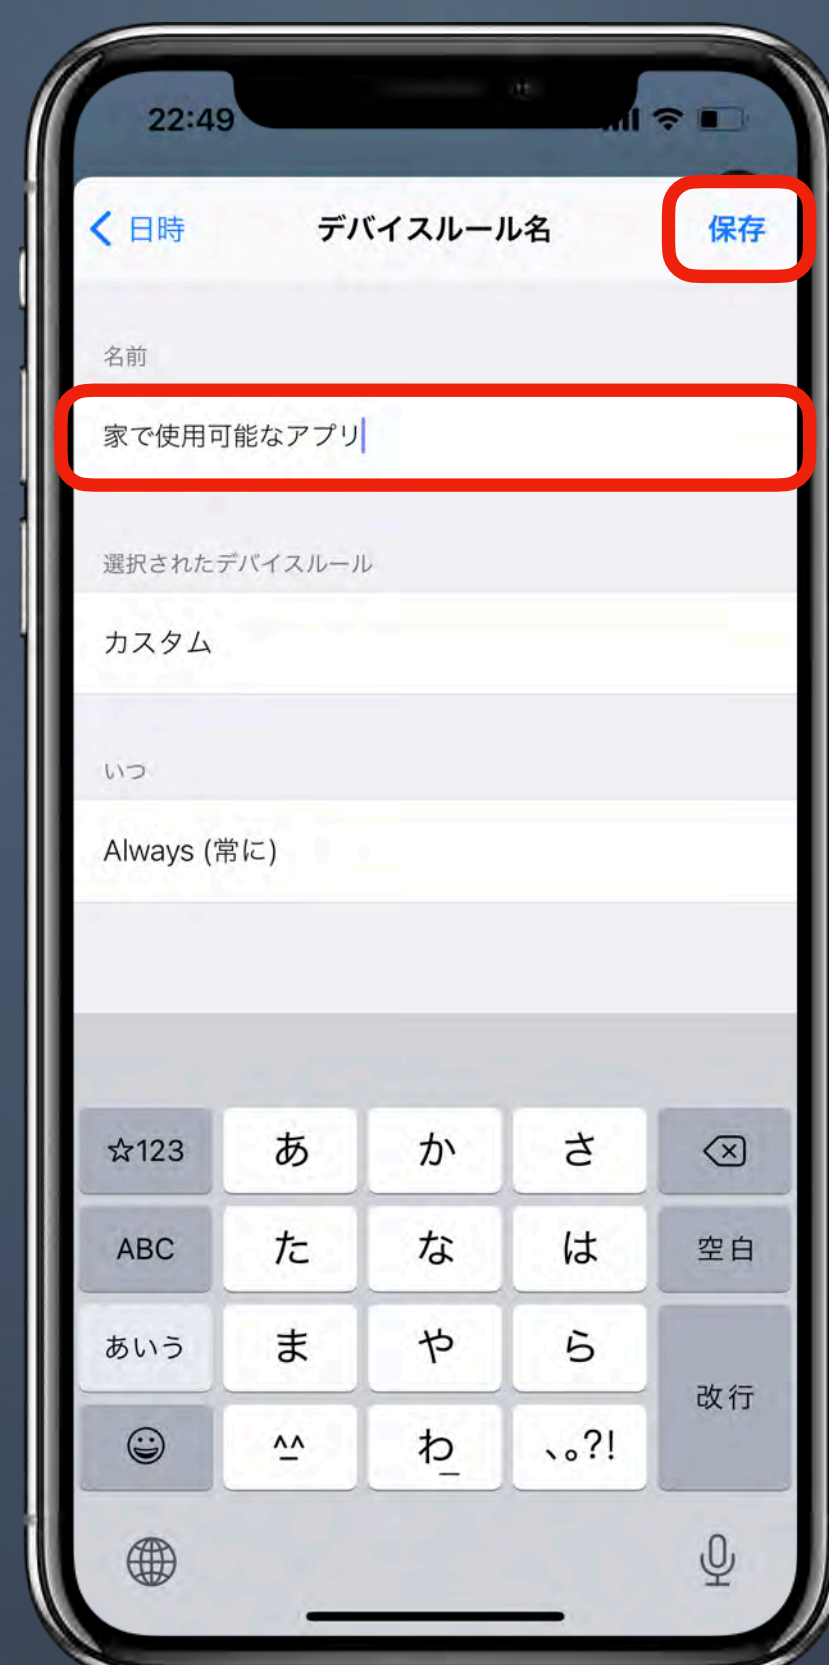 22:49
日時
デバイスルール名
保存
名前
家で使用可能なアプリ
選択されたデバイスルール
カスタム
いつ
Always (常に)
☆123
あ
か
さ
ABC
た
な
は
空白
あいう
ま
や
ら
改行
^^
わ
、。?!